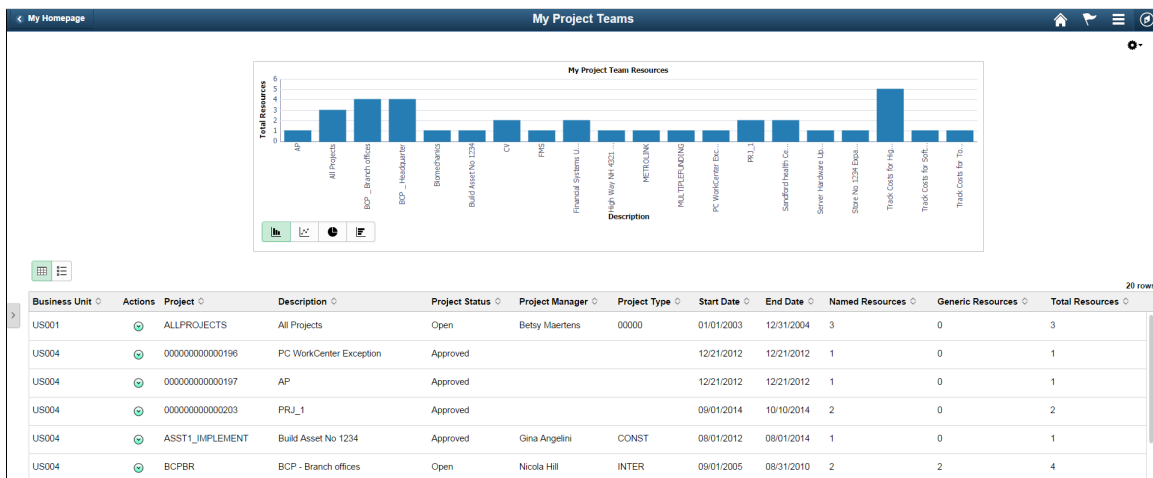 My Homepage
My Project Teams
My Project Team Resources
Total Resources
6
5
4
3
2
1
0
AP
All Projects
BCP _ Branch offices
BCP _ Headquarter
Biomechanics
Build Asset No 1234
CV
FMS
Financial Systems U...
High Way NH 4321 ...
METROLINK
MULTIPLEFUNDING
PC WorkCenter Exc...
PRJ_1
Sandford health Ce...
Server Hardware Up...
Store No 1234 Expa...
Track Costs for Hig...
Track Costs for Soft...
Track Costs for To...
Description
20 rows
Business Unit Actions Project Description Project Status Project Manager Project Type Start Date End Date Named Resources Generic Resources Total Resources
US001 ALLPROJECTS All Projects Open Betsy Maertens 00000 01/01/2003 12/31/2004 3 0 3
US004 000000000000196 PC WorkCenter Exception Approved 12/21/2012 12/21/2012 1 0 1
US004 000000000000197 AP Approved 12/21/2012 12/21/2012 1 0 1
US004 000000000000203 PRJ_1 Approved 09/01/2014 10/10/2014 2 0 2
US004 ASST1_IMPLEMENT Build Asset No 1234 Approved Gina Angelini CONST 08/01/2012 08/01/2014 1 0 1
US004 BCPBR BCP - Branch offices Open Nicola Hill INTER 09/01/2005 08/31/2010 2 2 4